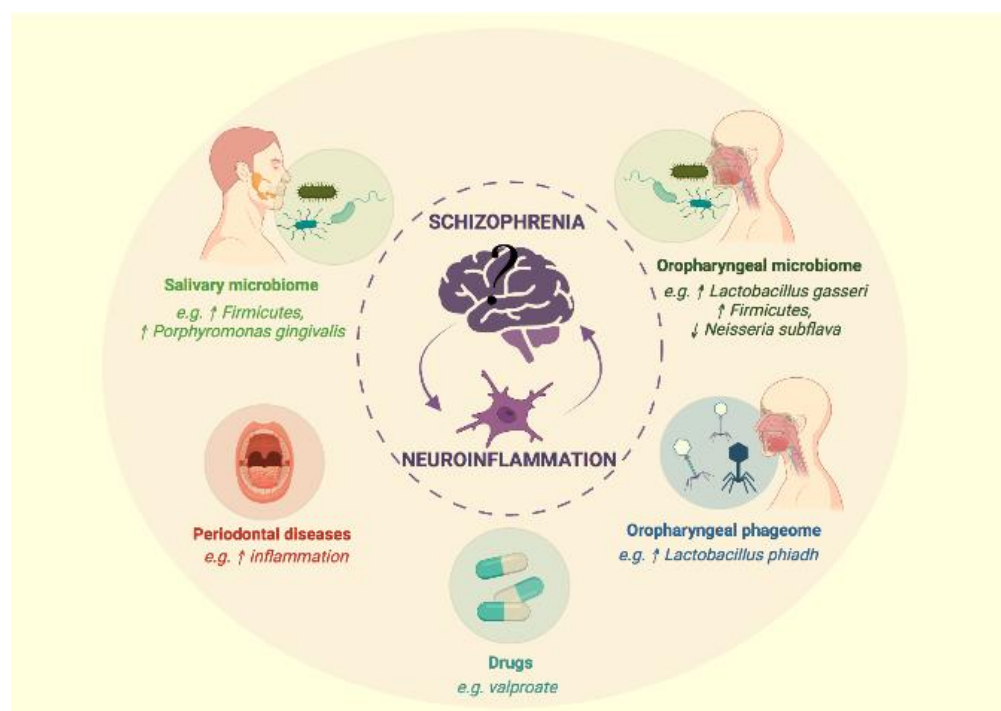 SCHIZOPHRENIA
?
NEUROINFLAMMATION
Salivary microbiome
e.g. ↑ Firmicutes,
↑ Porphyromonas gingivalis
Oropharyngeal microbiome
e.g. ↑ Lactobacillus gasseri
↑ Firmicutes,
↓ Neisseria subflava
Periodontal diseases
e.g. ↑ inflammation
Oropharyngeal phageome
e.g. ↑ Lactobacillus phiadh
Drugs
e.g. valproate